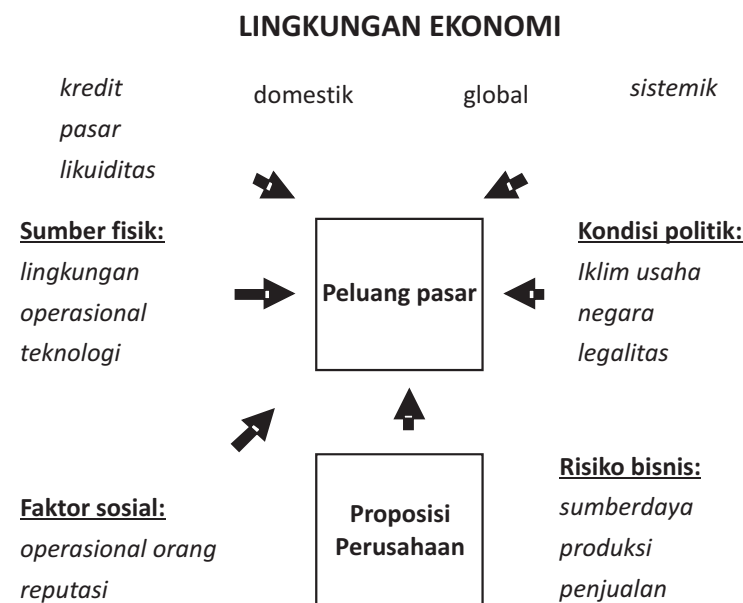 LINGKUNGAN EKONOMI
kredit
pasar
likuiditas
domestik
global
sistemik
Sumber fisik:
lingkungan
operasional
teknologi
Peluang pasar
Kondisi politik:
Iklim usaha
negara
legalitas
Faktor sosial:
operasional orang
reputasi
Proposisi
Perusahaan
Risiko bisnis:
sumberdaya
produksi
penjualan